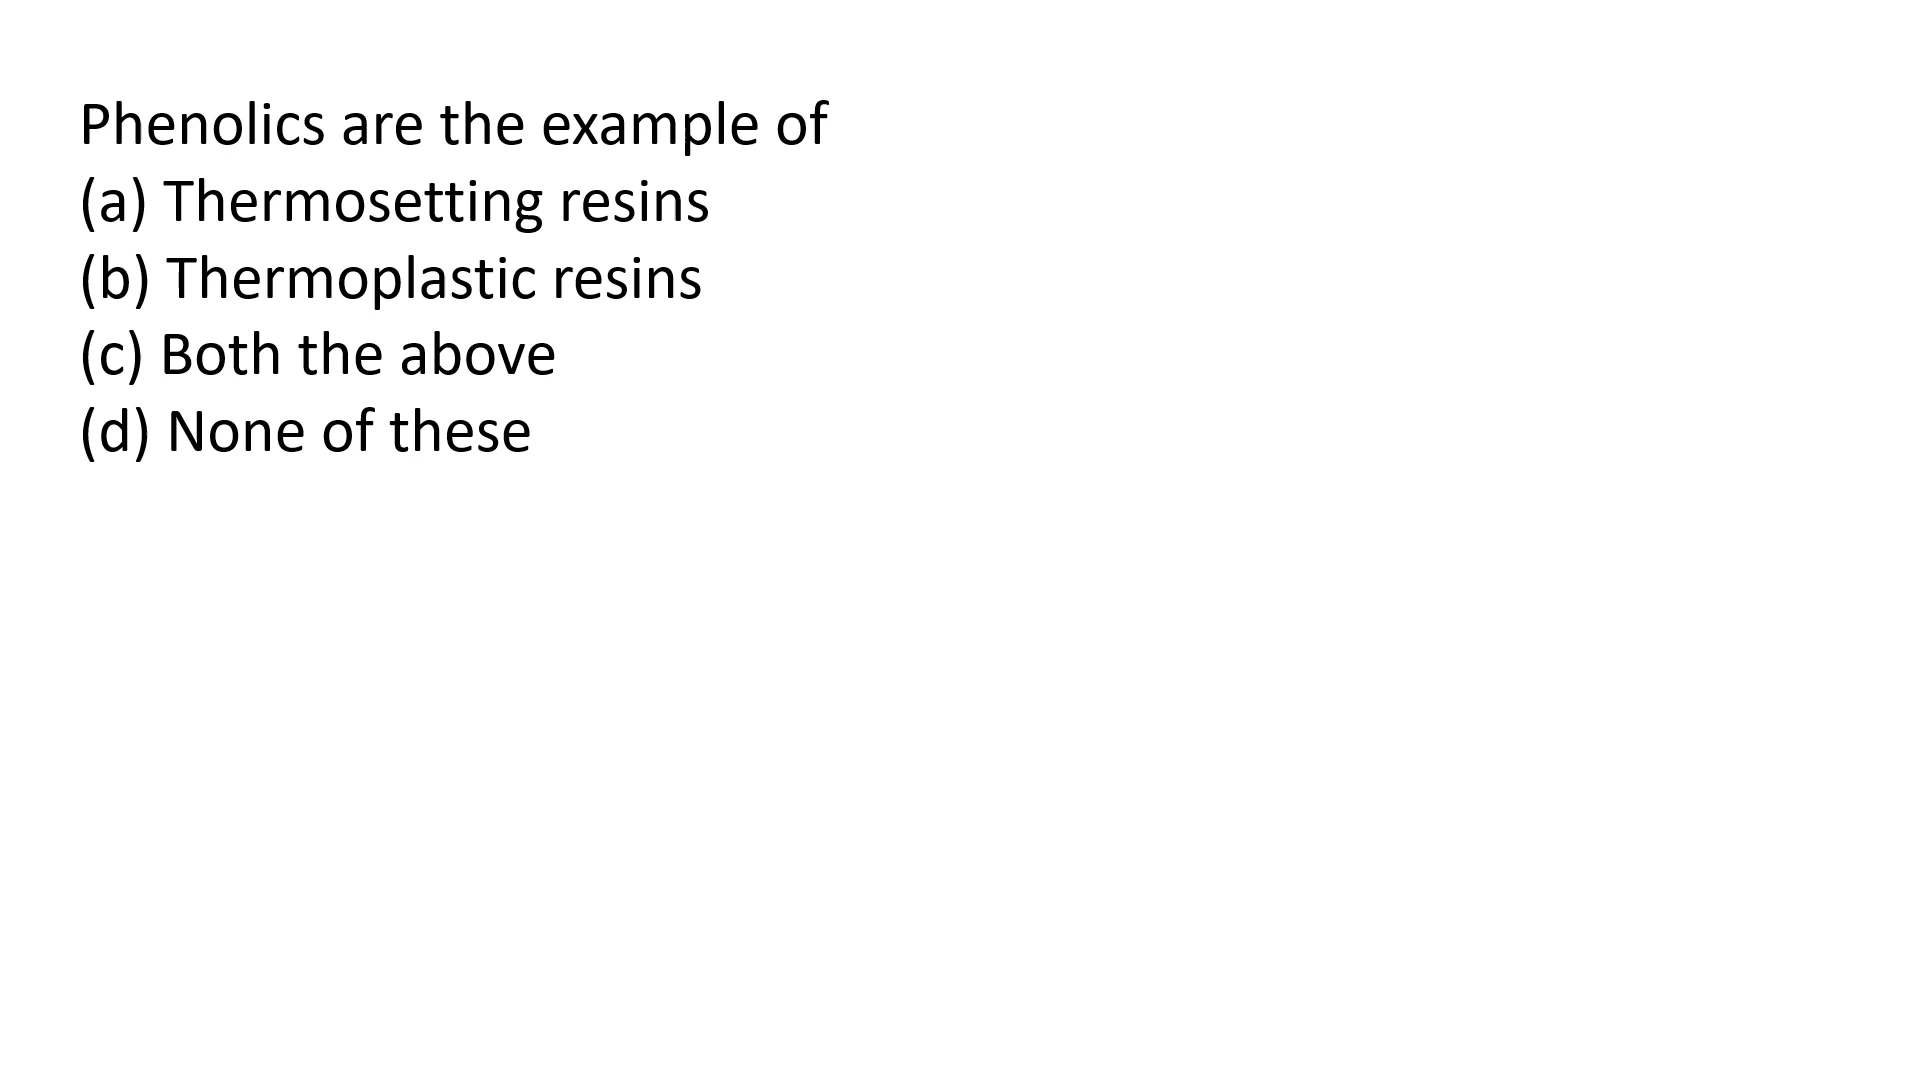 Phenolics are the example of
(a) Thermosetting resins
(b) Thermoplastic resins
(c) Both the above
(d) None of these